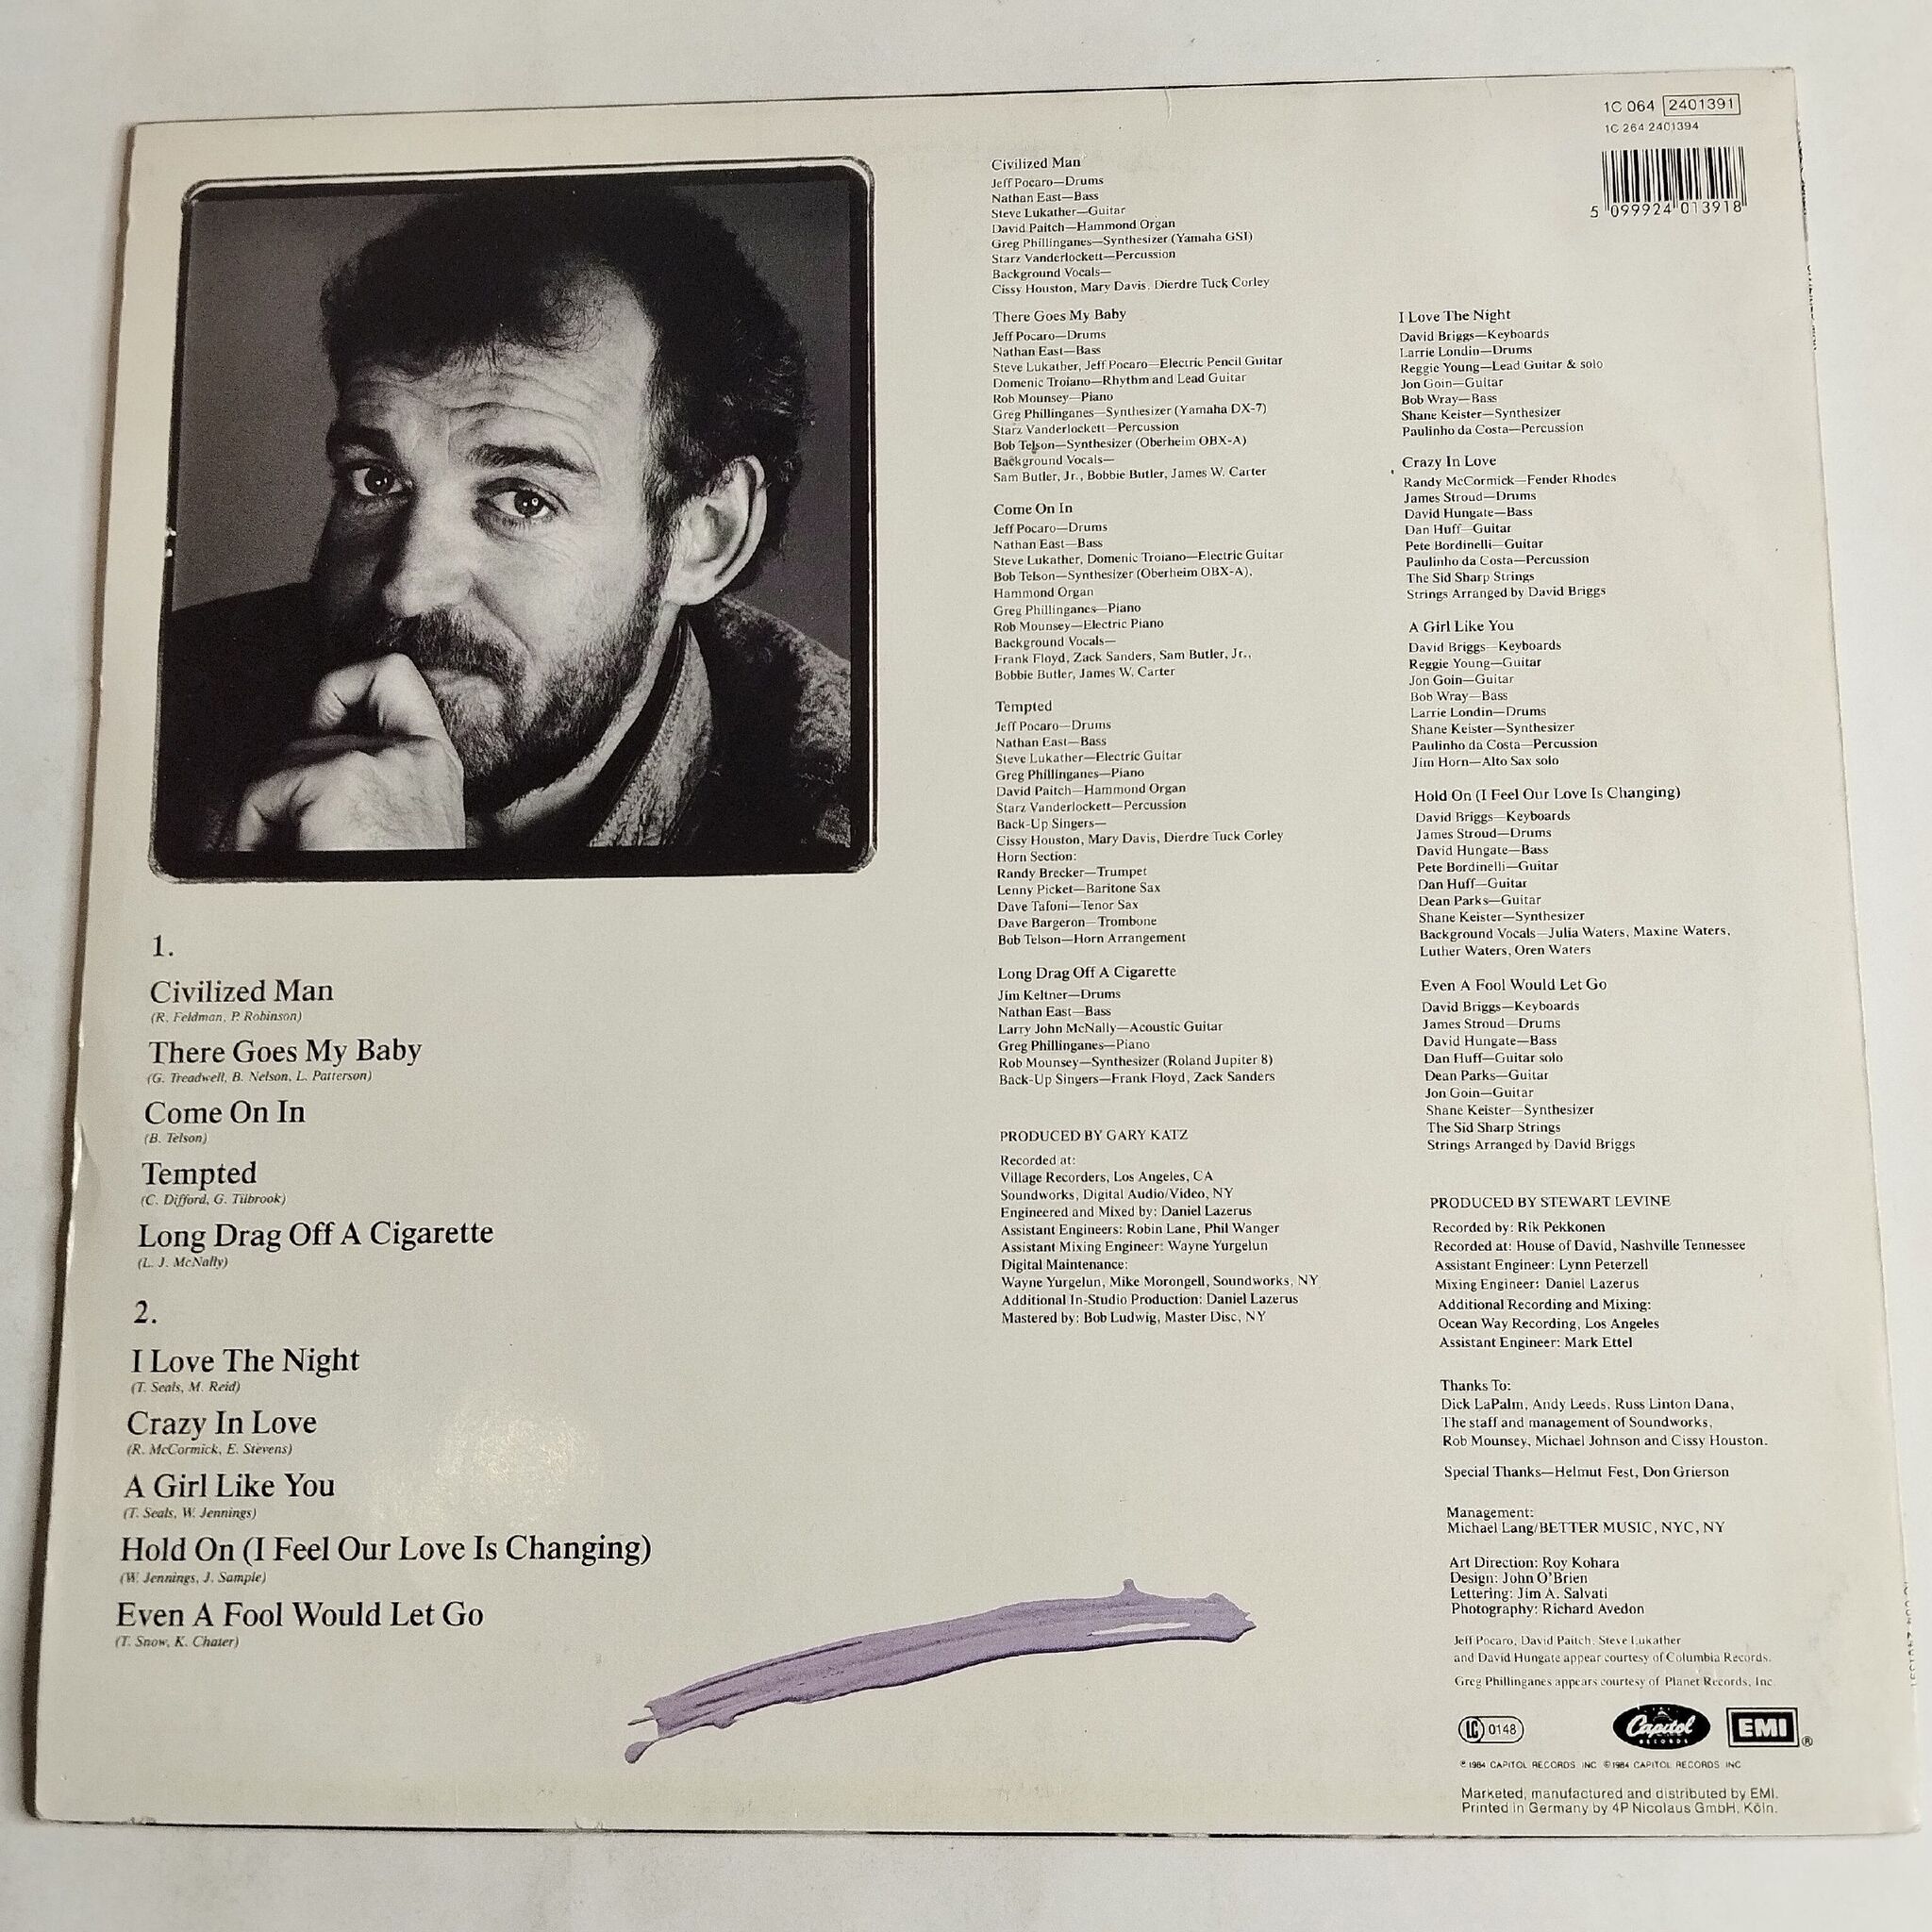 1C 064 2401391
1C 264 2401394
5 099924 013918
1.
Civilized Man
(R. Feldman, P. Robinson)
There Goes My Baby
(G. Treadwell, B. Nelson, L. Patterson)
Come On In
(B. Telson)
Tempted
(C. Difford, G. Tilbrook)
Long Drag Off A Cigarette
(L. J. McNally)
2.
I Love The Night
(T. Seals, M. Reid)
Crazy In Love
(R. McCormick, E. Stevens)
A Girl Like You
(T. Seals, W. Jennings)
Hold On (I Feel Our Love Is Changing)
(W. Jennings, J. Sample)
Even A Fool Would Let Go
(T. Snow, K. Chater)
Civilized Man
Jeff Pocaro—Drums
Nathan East—Bass
Steve Lukather—Guitar
David Paitch—Hammond Organ
Greg Phillinganes—Synthesizer (Yamaha GS1)
Starz Vanderlockett—Percussion
Background Vocals—
Cissy Houston, Mary Davis, Dierdre Tuck Corley
There Goes My Baby
Jeff Pocaro—Drums
Nathan East—Bass
Steve Lukather, Jeff Pocaro—Electric Pencil Guitar
Domenic Troiano—Rhythm and Lead Guitar
Rob Mounsey—Piano
Greg Phillinganes—Synthesizer (Yamaha DX-7)
Starz Vanderlockett—Percussion
Bob Telson—Synthesizer (Oberheim OBX-A)
Background Vocals—
Sam Butler, Jr., Bobbie Butler, James W. Carter
Come On In
Jeff Pocaro—Drums
Nathan East—Bass
Steve Lukather, Domenic Troiano—Electric Guitar
Bob Telson—Synthesizer (Oberheim OBX-A),
Hammond Organ
Greg Phillinganes—Piano
Rob Mounsey—Electric Piano
Background Vocals—
Frank Floyd, Zack Sanders, Sam Butler, Jr.,
Bobbie Butler, James W. Carter
Tempted
Jeff Pocaro—Drums
Nathan East—Bass
Steve Lukather—Electric Guitar
Greg Phillinganes—Piano
David Paitch—Hammond Organ
Starz Vanderlockett—Percussion
Back-Up Singers—
Cissy Houston, Mary Davis, Dierdre Tuck Corley
Horn Section:
Randy Brecker—Trumpet
Lenny Picket—Baritone Sax
Dave Tafoni—Tenor Sax
Dave Bargeron—Trombone
Bob Telson—Horn Arrangement
Long Drag Off A Cigarette
Jim Keltner—Drums
Nathan East—Bass
Larry John McNally—Acoustic Guitar
Greg Phillinganes—Piano
Rob Mounsey—Synthesizer (Roland Jupiter 8)
Back-Up Singers—Frank Floyd, Zack Sanders
PRODUCED BY GARY KATZ
Recorded at:
Village Recorders, Los Angeles, CA
Soundworks, Digital Audio/Video, NY
Engineered and Mixed by: Daniel Lazerus
Assistant Engineers: Robin Lane, Phil Wanger
Assistant Mixing Engineer: Wayne Yurgelun
Digital Maintenance:
Wayne Yurgelun, Mike Morongell, Soundworks, NY
Additional In-Studio Production: Daniel Lazerus
Mastered by: Bob Ludwig, Master Disc, NY
I Love The Night
David Briggs—Keyboards
Larrie Londin—Drums
Reggie Young—Lead Guitar & solo
Jon Goin—Guitar
Bob Wray—Bass
Shane Keister—Synthesizer
Paulinho da Costa—Percussion
Crazy In Love
Randy McCormick—Fender Rhodes
James Stroud—Drums
David Hungate—Bass
Dan Huff—Guitar
Pete Bordinelli—Guitar
Paulinho da Costa—Percussion
The Sid Sharp Strings
Strings Arranged by David Briggs
A Girl Like You
David Briggs—Keyboards
Reggie Young—Guitar
Jon Goin—Guitar
Bob Wray—Bass
Larrie Londin—Drums
Shane Keister—Synthesizer
Paulinho da Costa—Percussion
Jim Horn—Alto Sax solo
Hold On (I Feel Our Love Is Changing)
David Briggs—Keyboards
James Stroud—Drums
David Hungate—Bass
Pete Bordinelli—Guitar
Dan Huff—Guitar
Dean Parks—Guitar
Shane Keister—Synthesizer
Background Vocals—Julia Waters, Maxine Waters,
Luther Waters, Oren Waters
Even A Fool Would Let Go
David Briggs—Keyboards
James Stroud—Drums
David Hungate—Bass
Dan Huff—Guitar solo
Dean Parks—Guitar
Jon Goin—Guitar
Shane Keister—Synthesizer
The Sid Sharp Strings
Strings Arranged by David Briggs
PRODUCED BY STEWART LEVINE
Recorded by: Rik Pekkonen
Recorded at: House of David, Nashville Tennessee
Assistant Engineer: Lynn Peterzell
Mixing Engineer: Daniel Lazerus
Additional Recording and Mixing:
Ocean Way Recording, Los Angeles
Assistant Engineer: Mark Ettel
Thanks To:
Dick LaPalm, Andy Leeds, Russ Linton Dana,
The staff and management of Soundworks,
Rob Mounsey, Michael Johnson and Cissy Houston.
Special Thanks—Helmut Fest, Don Grierson
Management:
Michael Lang/BETTER MUSIC, NYC, NY
Art Direction: Roy Kohara
Design: John O'Brien
Lettering: Jim A. Salvati
Photography: Richard Avedon
Jeff Pocaro, David Paitch, Steve Lukather
and David Hungate appear courtesy of Columbia Records.
Greg Phillinganes appears courtesy of Planet Records, Inc.
LC 0148
Capitol RECORDS
EMI ®
℗ 1984 CAPITOL RECORDS INC © 1984 CAPITOL RECORDS INC
Marketed, manufactured and distributed by EMI.
Printed in Germany by 4P Nicolaus GmbH, Köln.